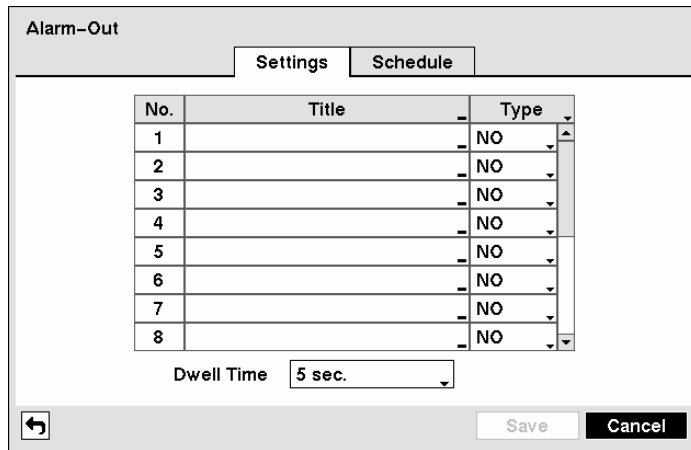 Alarm-Out
Settings Schedule
No. Title Type
1 NO
2 NO
3 NO
4 NO
5 NO
6 NO
7 NO
8 NO
Dwell Time 5 sec.
Save Cancel